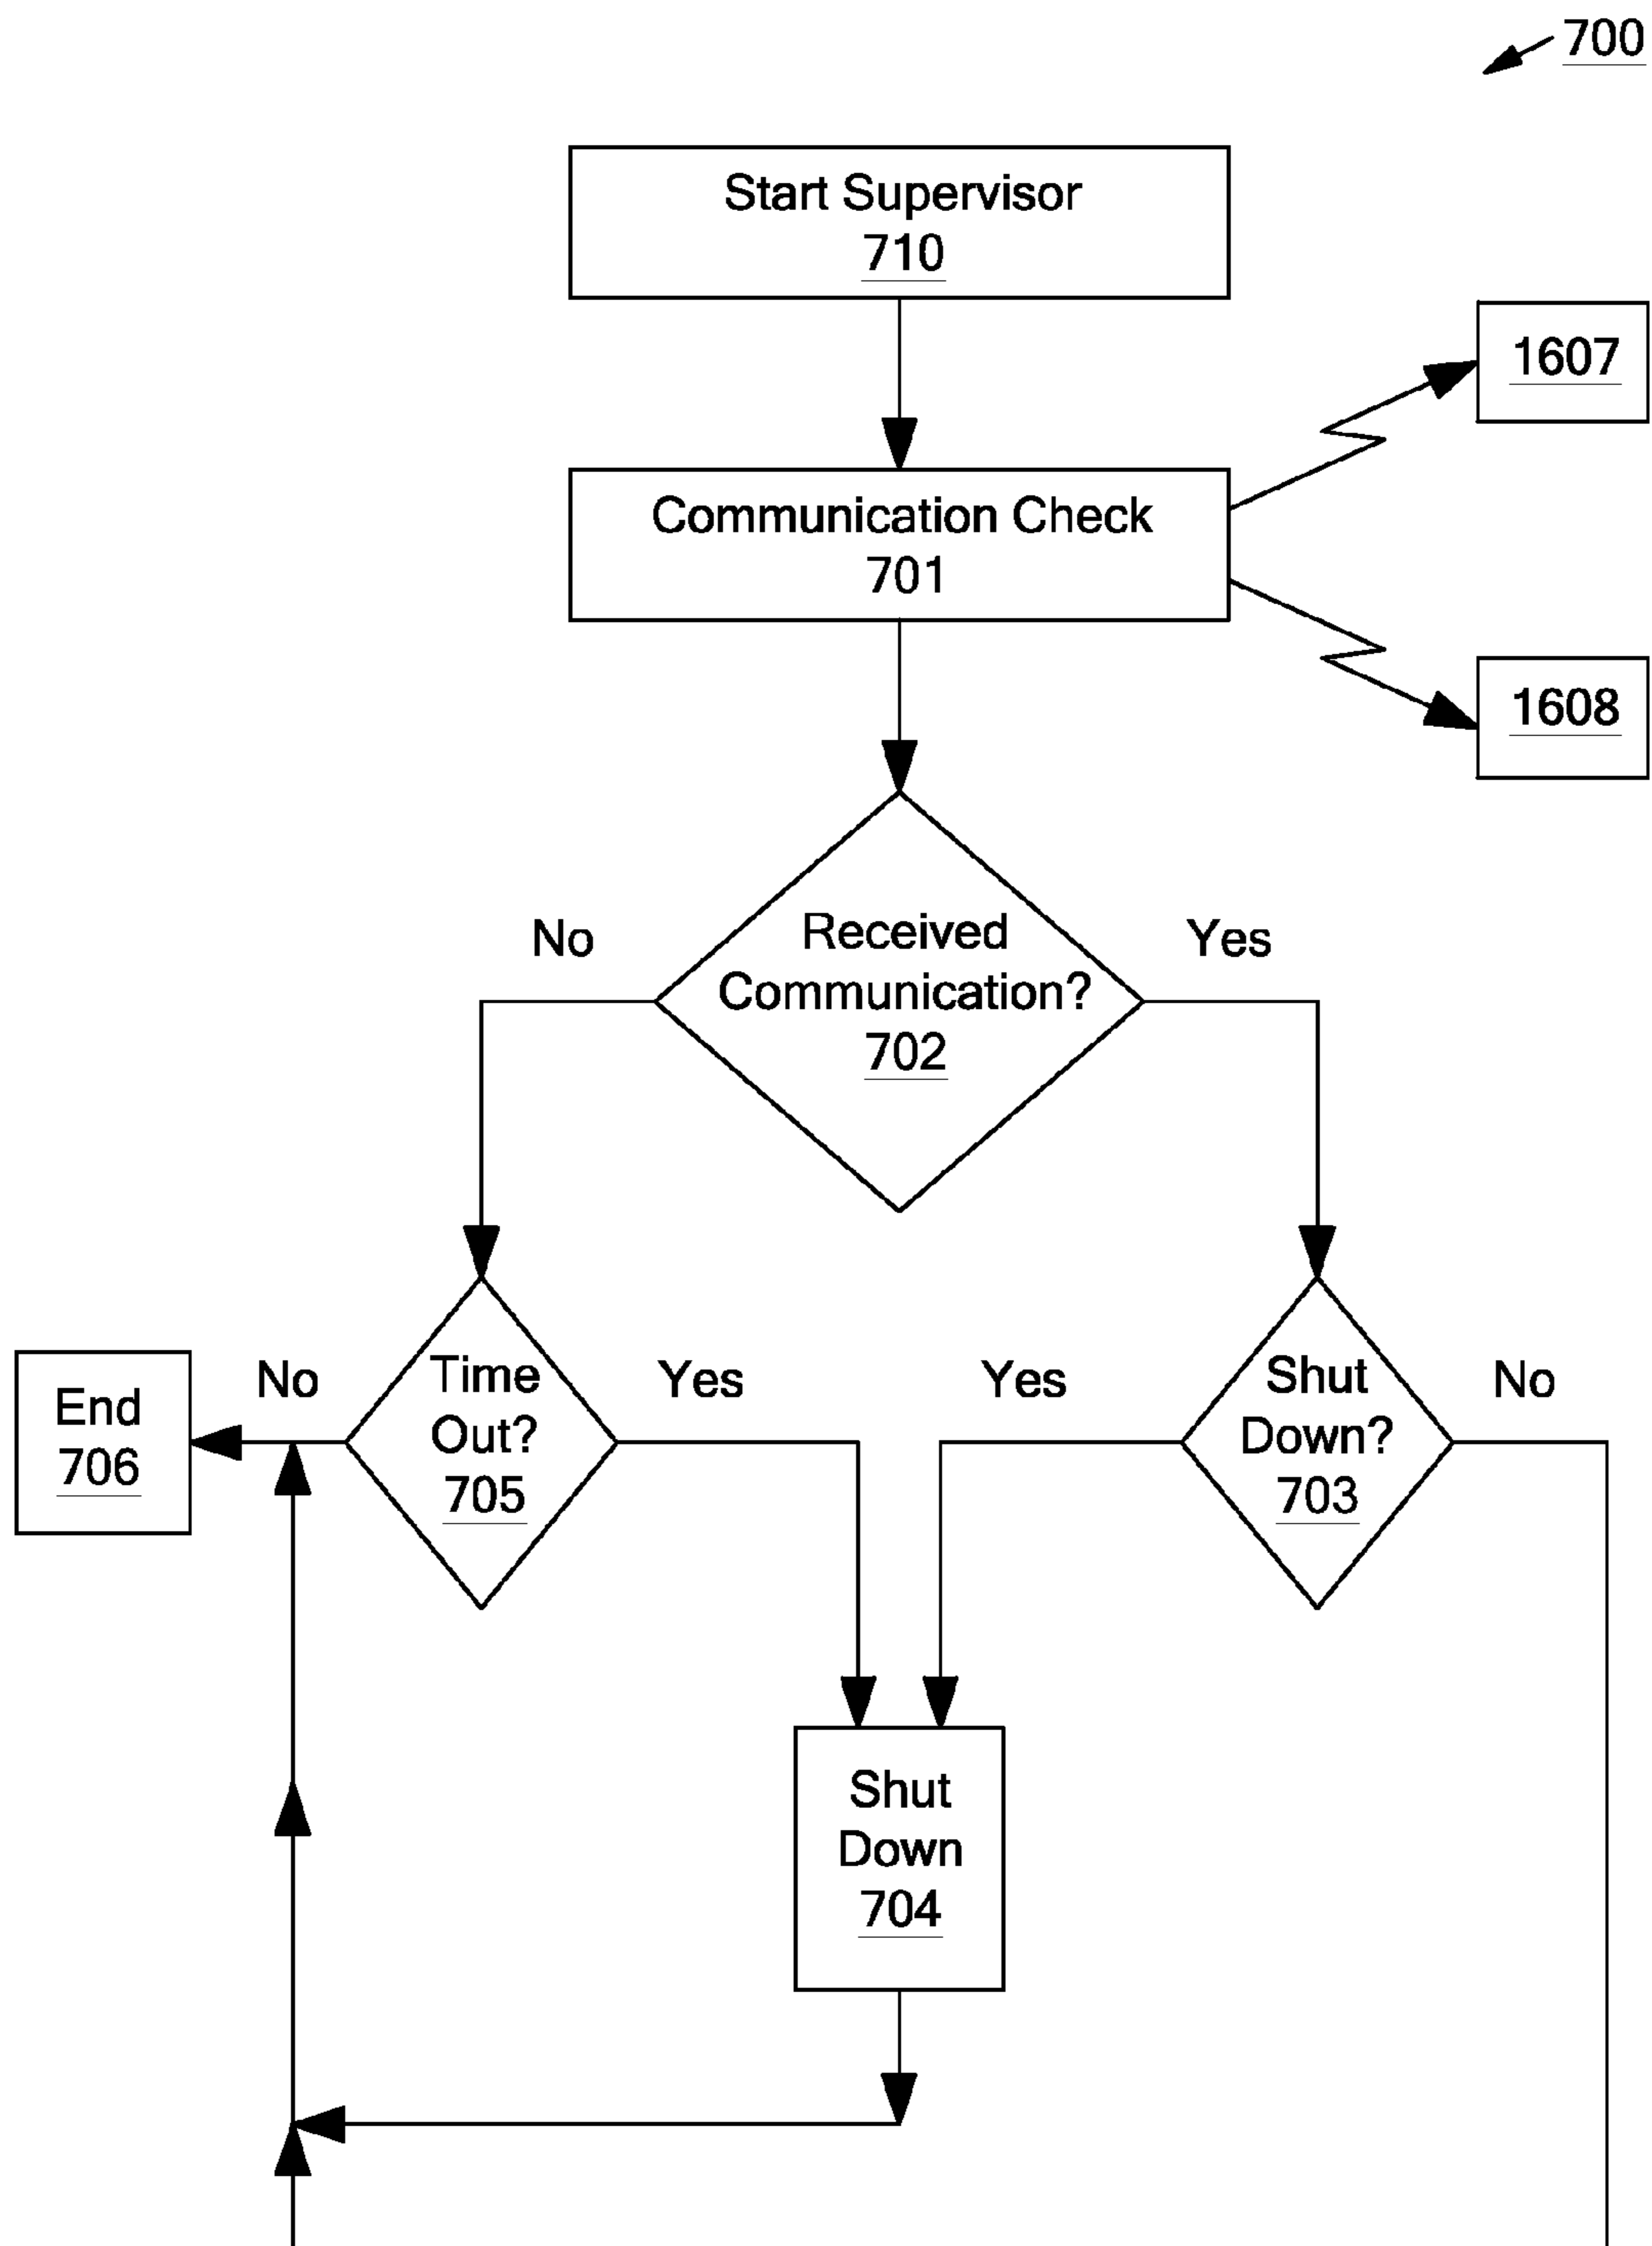 700
Start Supervisor
710
1607
Communication Check
701
1608
No
Received
Communication?
702
Yes
End
706
No
Time
Out?
705
Yes
Yes
Shut
Down?
703
No
Shut
Down
704